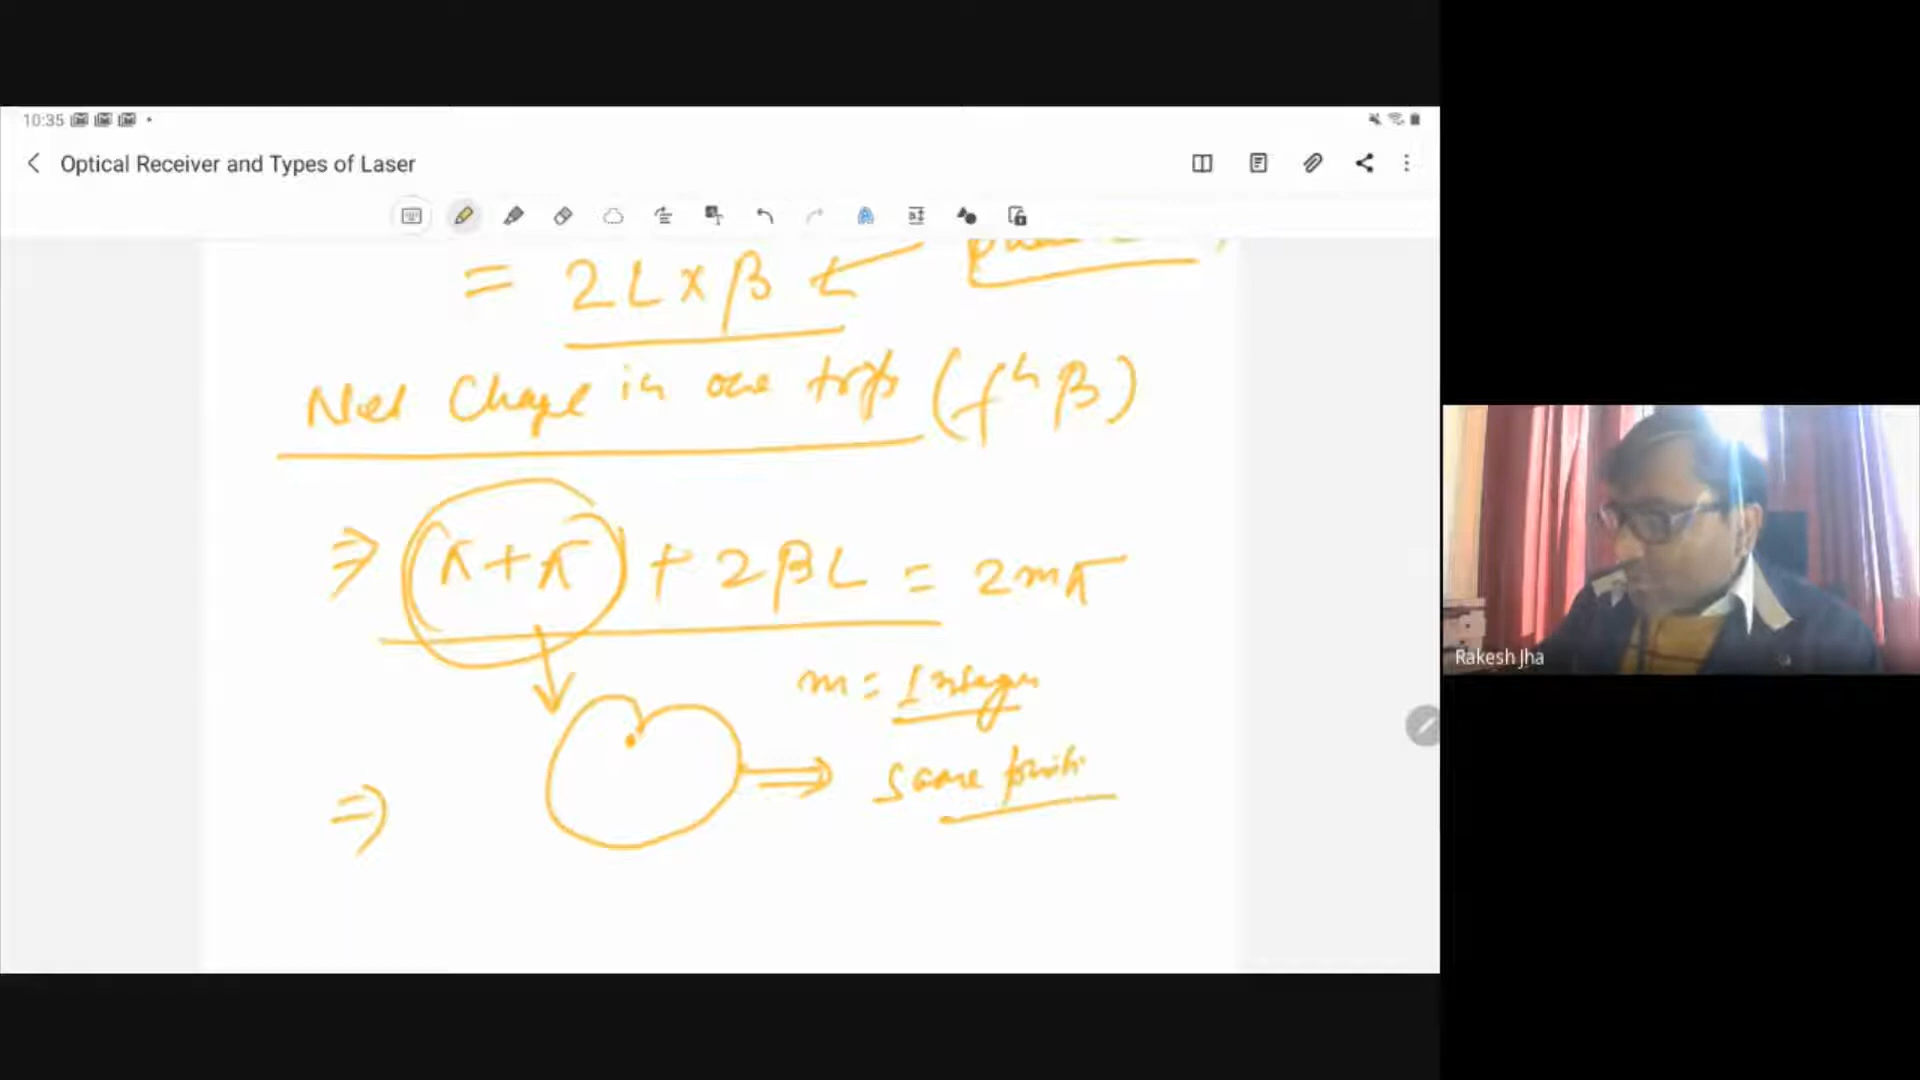 10:35
Optical Receiver and Types of Laser
= 2L × β ←
Net Change in one trip (fⁿ β)
⇒ (π + π) + 2βL = 2mπ
m = Integer
⇒ same
⇒
Rakesh Jha